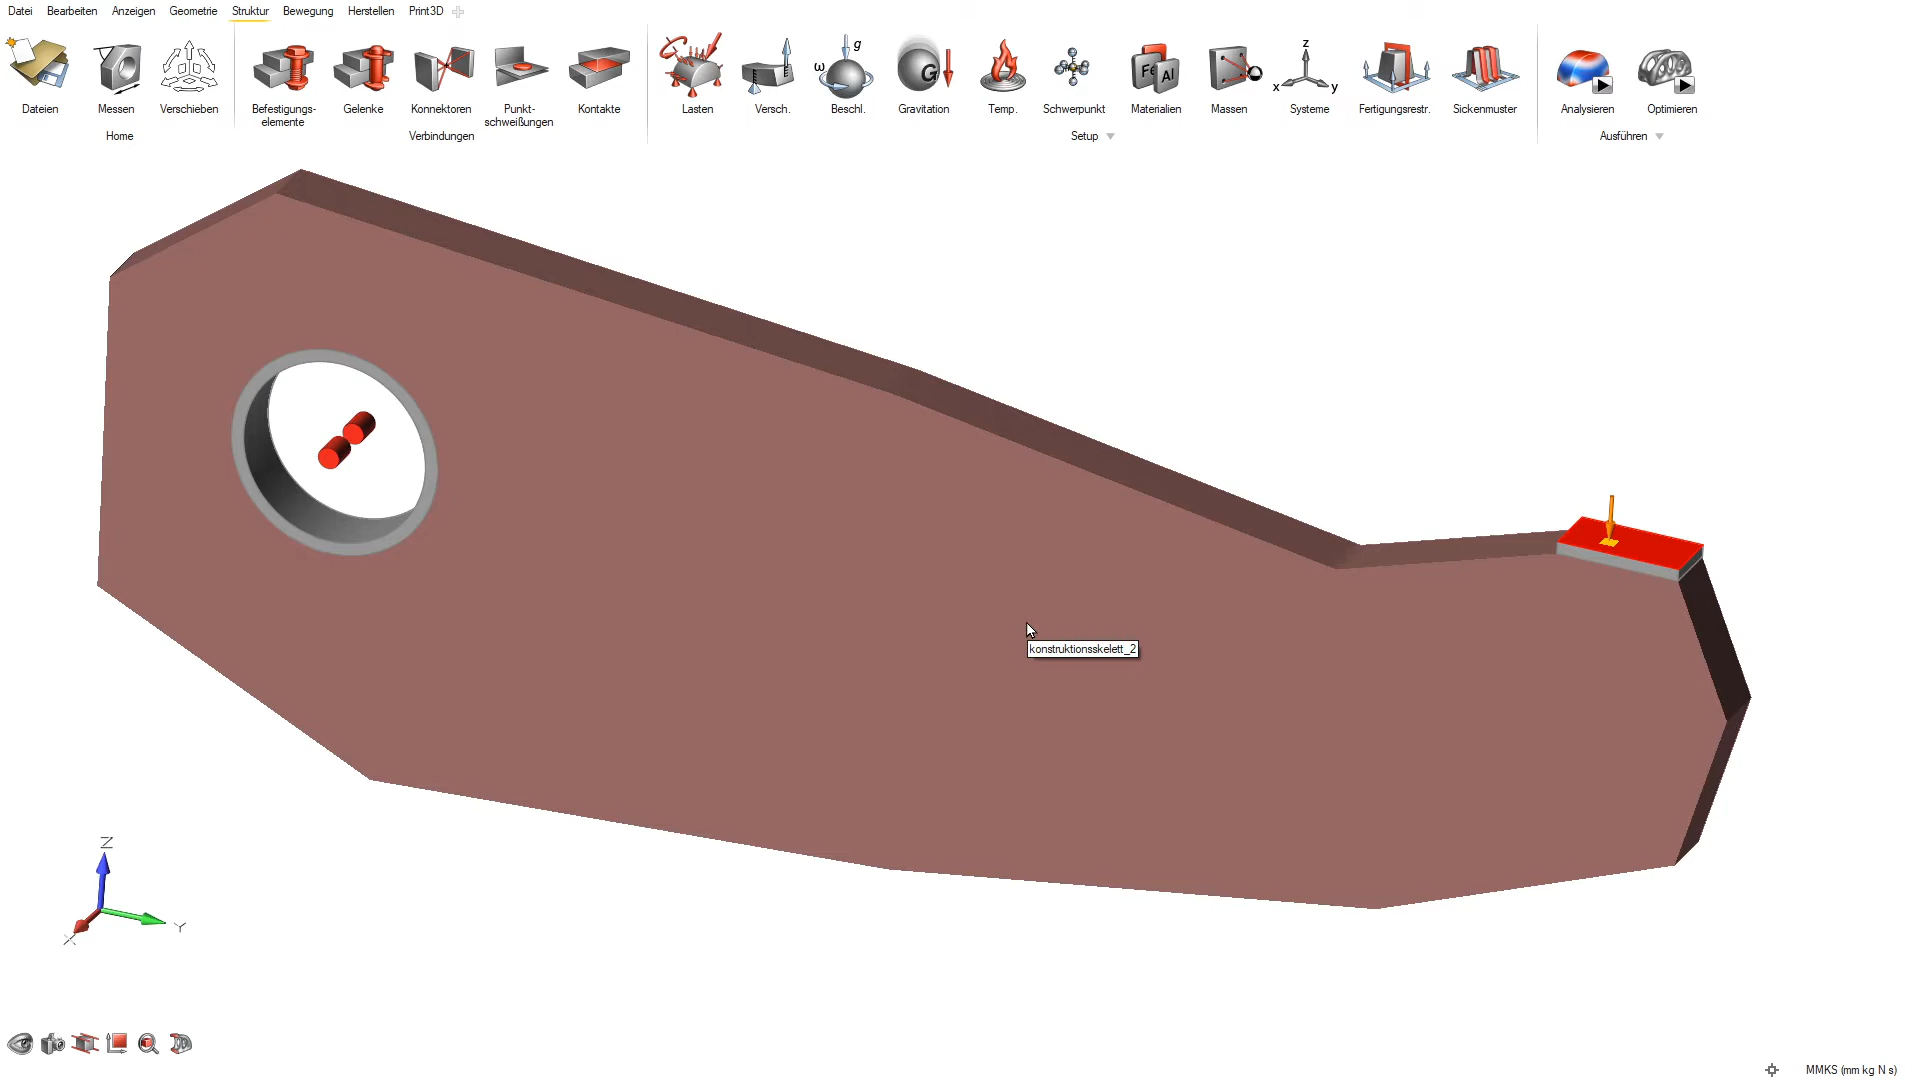 Datei Bearbeiten Anzeigen Geometrie Struktur Bewegung Herstellen Print3D
g
ω
G
Fe
Al
z
x
y
Dateien Messen Verschieben Befestigungs-
elemente
Gelenke Konnektoren Punkt-
schweißungen
Kontakte Lasten Versch. Beschl. Gravitation Temp. Schwerpunkt Materialien Massen Systeme Fertigungsrestr. Sickenmuster Analysieren Optimieren
Home Verbindungen Setup Ausführen
konstruktionsskelett_2
Z
Y
X
MMKS (mm kg N s)